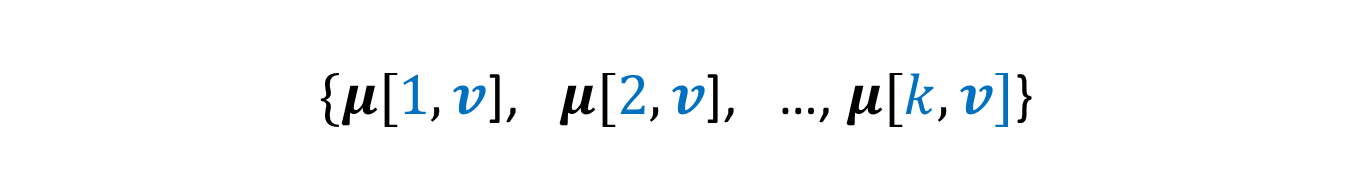 {μ[1, v], μ[2, v], ..., μ[k, v]}